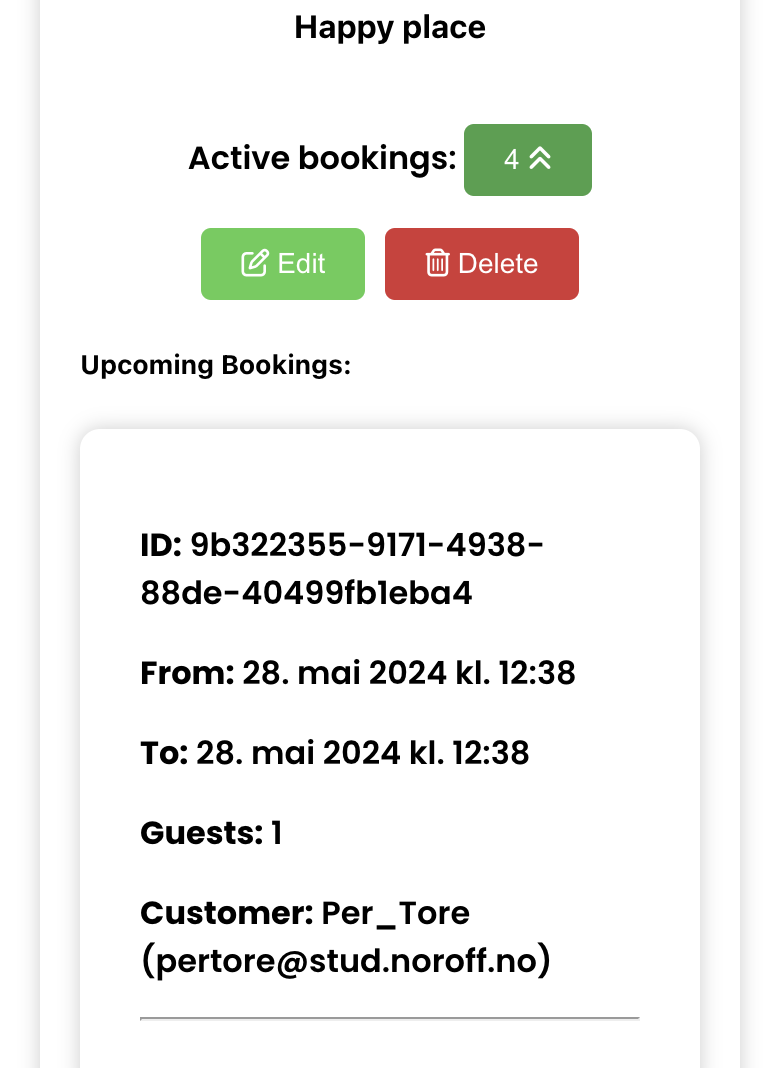 Happy place
Active bookings: 4
Edit Delete
Upcoming Bookings:
ID: 9b322355-9171-4938-
88de-40499fb1eba4
From: 28. mai 2024 kl. 12:38
To: 28. mai 2024 kl. 12:38
Guests: 1
Customer: Per_Tore
(pertore@stud.noroff.no)